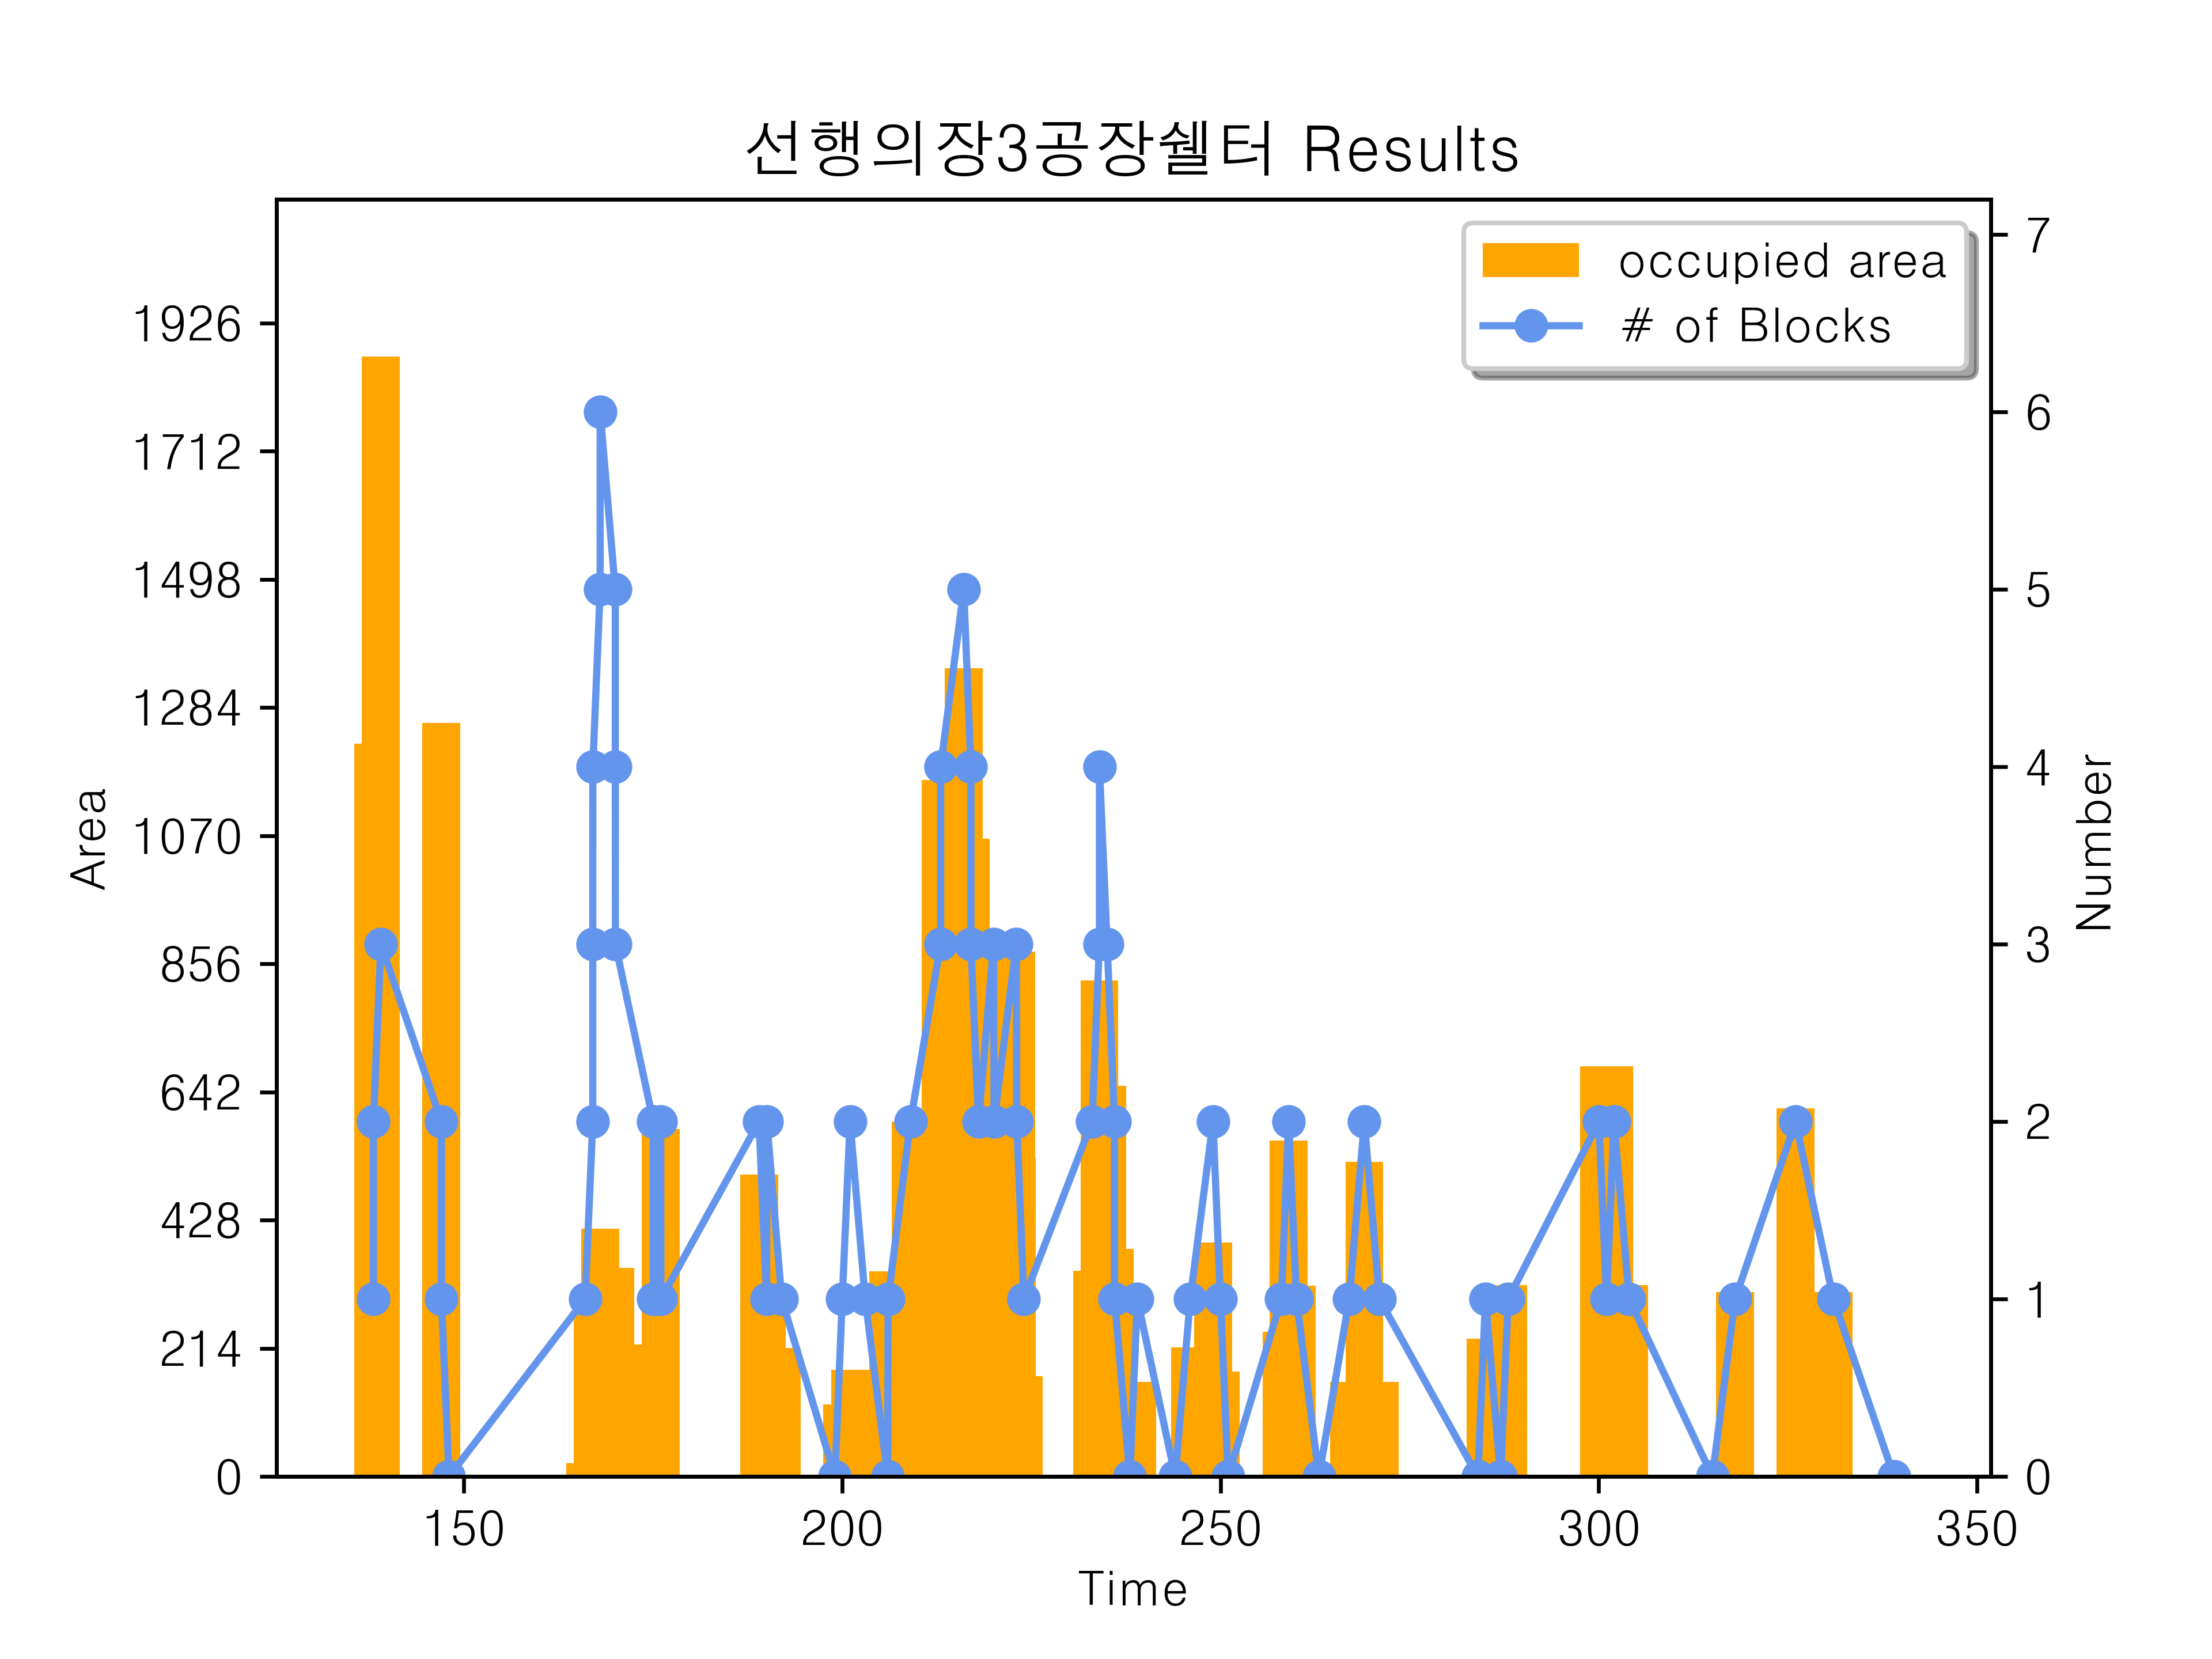 선행의장3공장쉘터 Results
occupied area
# of Blocks
Area
1926
1712
1498
1284
1070
856
642
428
214
0
7
6
5
4
3
2
1
0
Number
150 200 250 300 350
Time